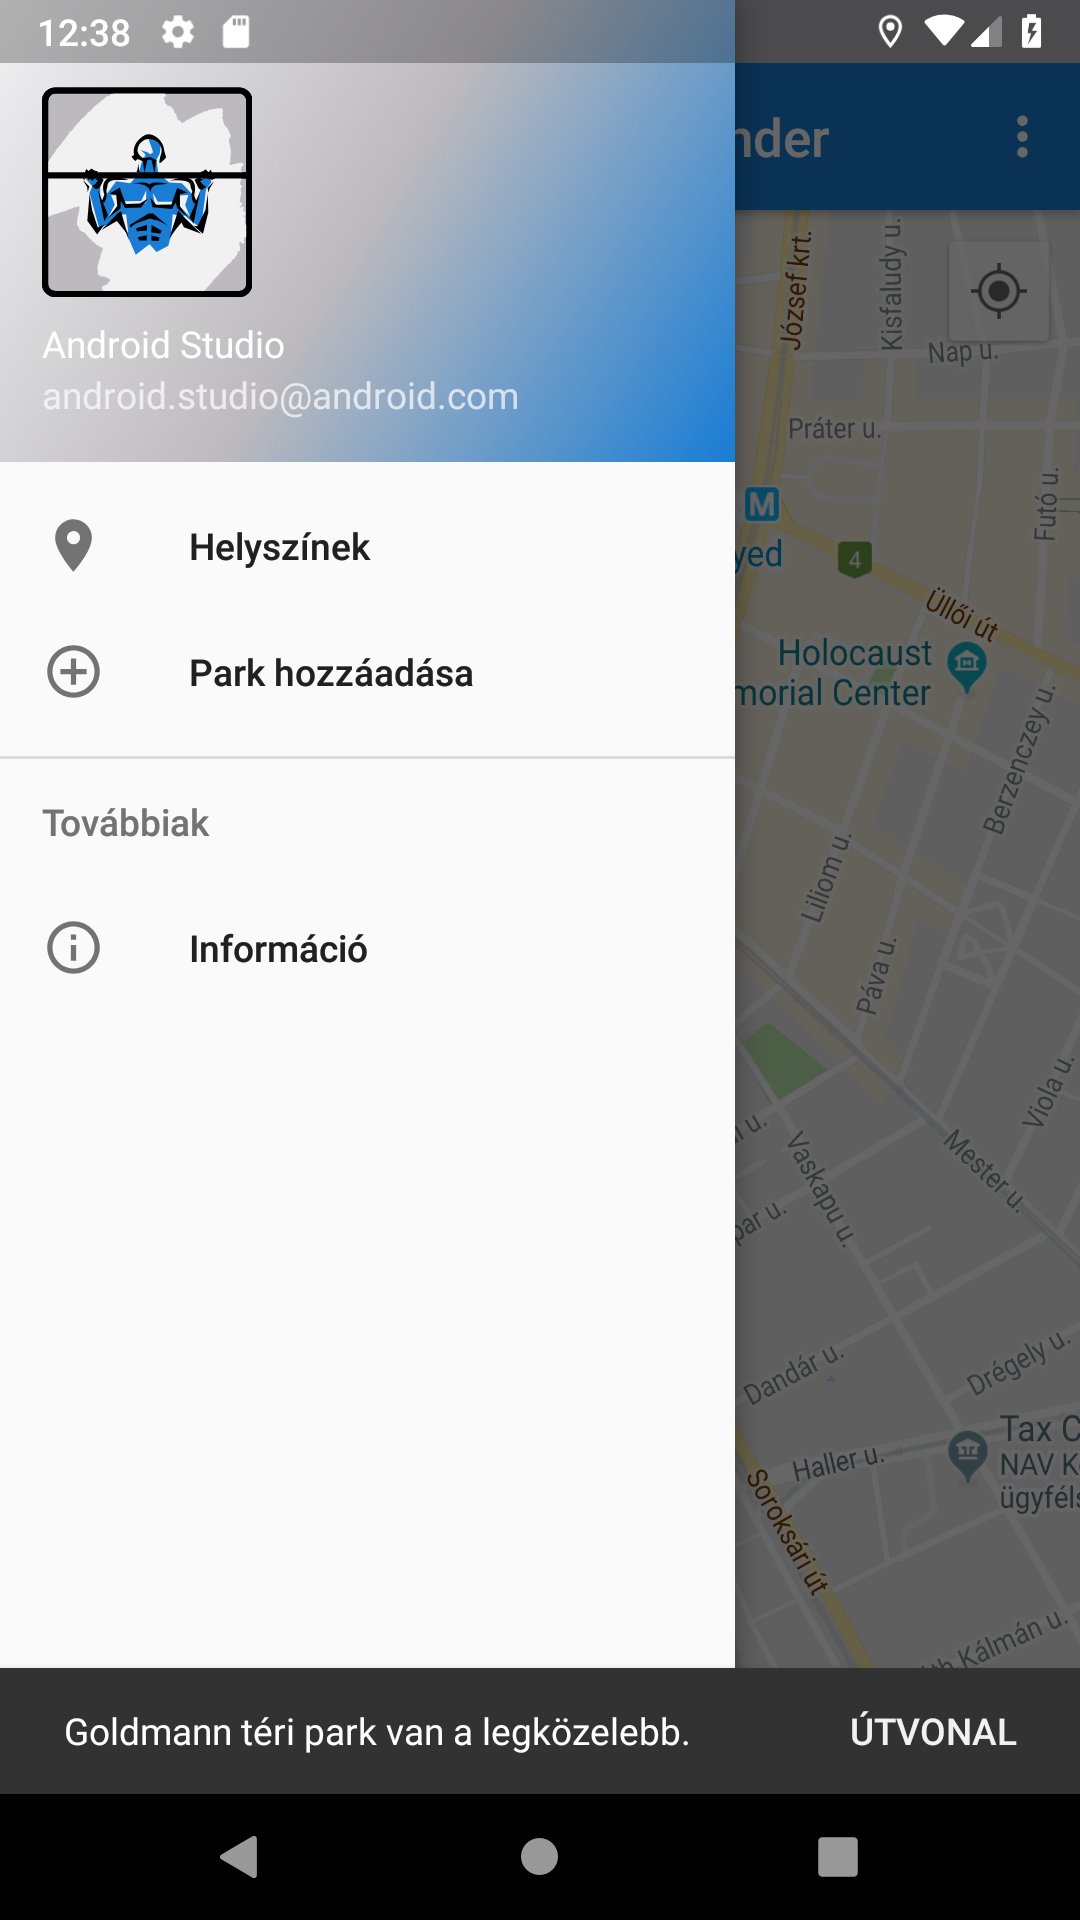 12:38
nder
Android Studio
android.studio@android.com
Helyszínek
Park hozzáadása
Továbbiak
Információ
József krt.
Kisfaludy u.
Nap u.
Práter u.
Futó u.
M
yed
4
Üllői út
Holocaust
morial Center
Berzenczey u.
Liliom u.
Páva u.
Viola u.
Mester u.
u.
Vaskapu u.
par u.
Dandár u.
Drégely u.
Haller u.
Tax C
NAV K
ügyféls
Soroksári út
th Kálmán u.
Goldmann téri park van a legközelebb.
ÚTVONAL